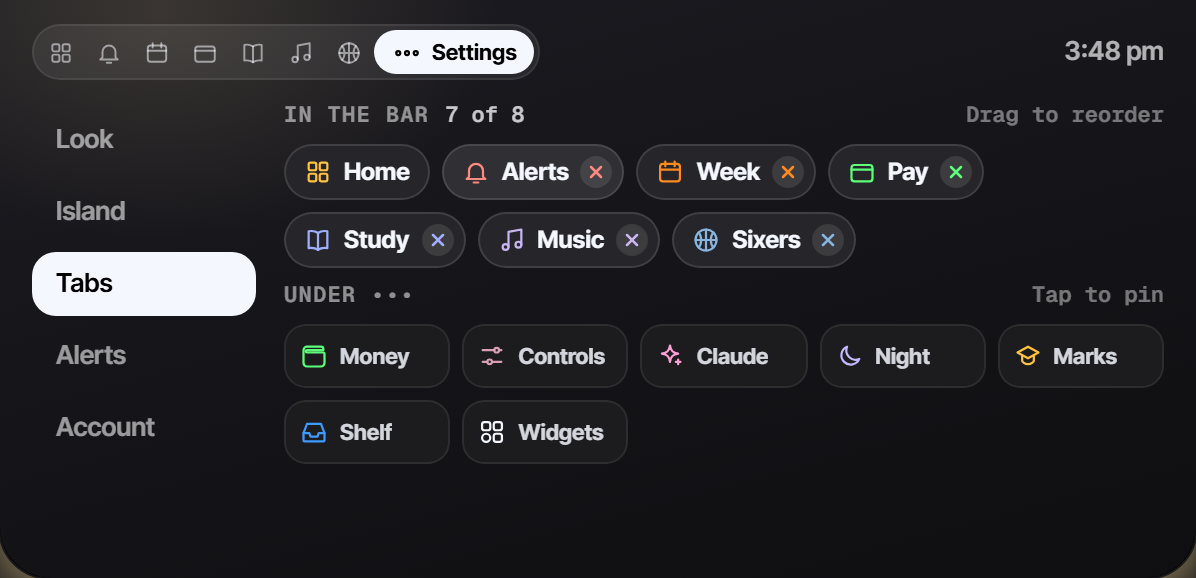 Settings
3:48 pm
Look
Island
Tabs
Alerts
Account
IN THE BAR 7 of 8
Drag to reorder
Home
Alerts
Week
Pay
Study
Music
Sixers
UNDER •••
Tap to pin
Money
Controls
Claude
Night
Marks
Shelf
Widgets